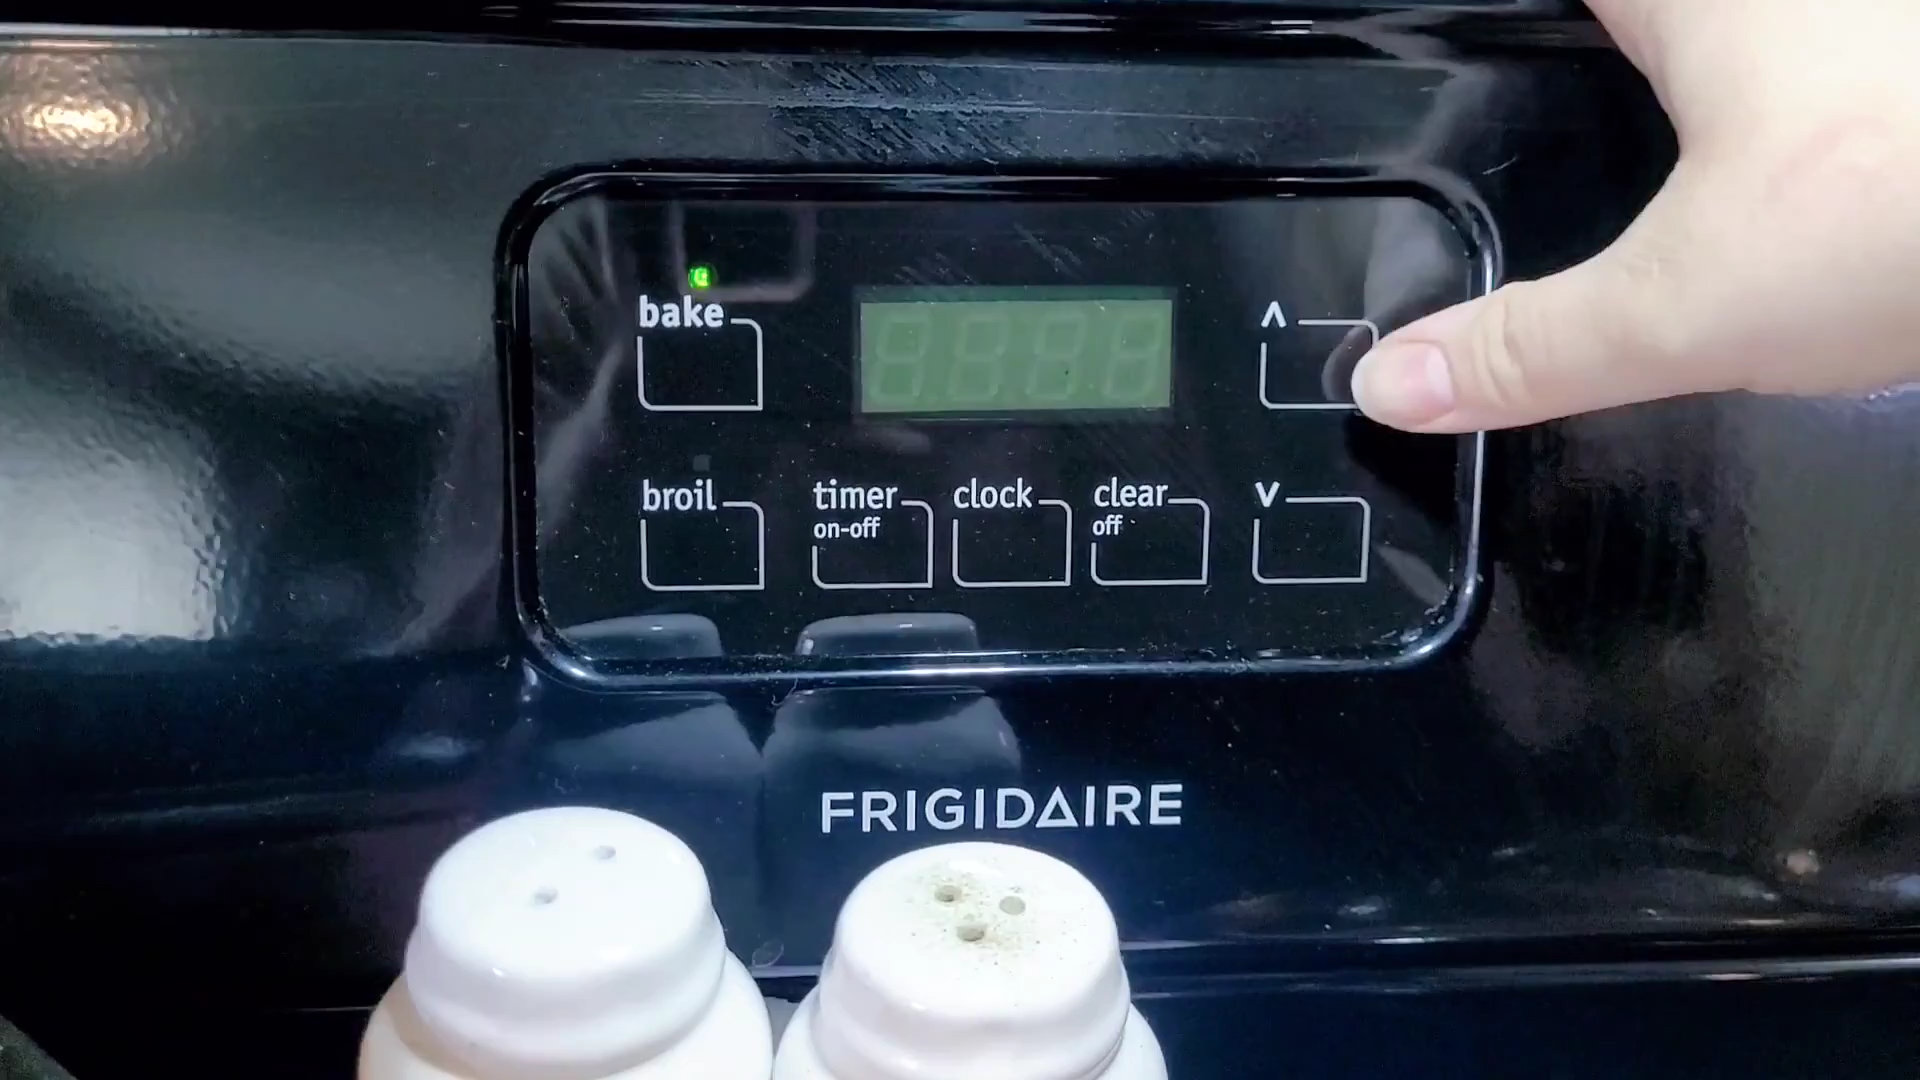 bake
ʌ
broil
timer
on-off
clock
clear
off
v
FRIGIDAIRE